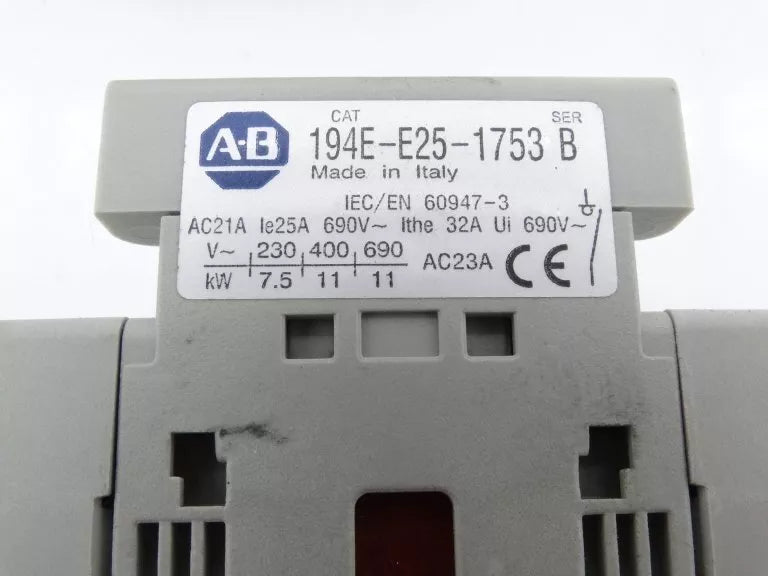 CAT SER
A-B 194E-E25-1753 B
Made in Italy
IEC/EN 60947-3
AC21A Ie25A 690V~ Ithe 32A Ui 690V~
V~ 230 400 690
kW 7.5 11 11
AC23A CE